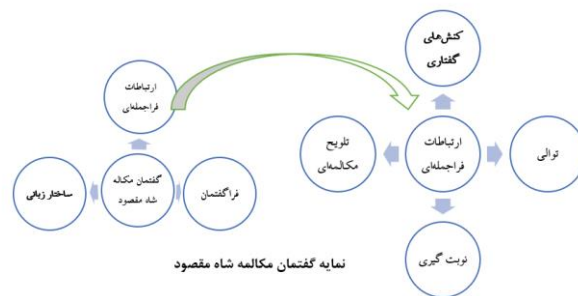 کنش‌های
گفتاری
ارتباطات
فراجمله‌ای
توالی
ارتباطات
فراجمله‌ای
تلویح
مکالمه‌ای
فراگفتمان
گفتمان مکاله
شاه مقصود
ساختار زبانی
نوبت گیری
نمایه گفتمان مکالمه شاه مقصود